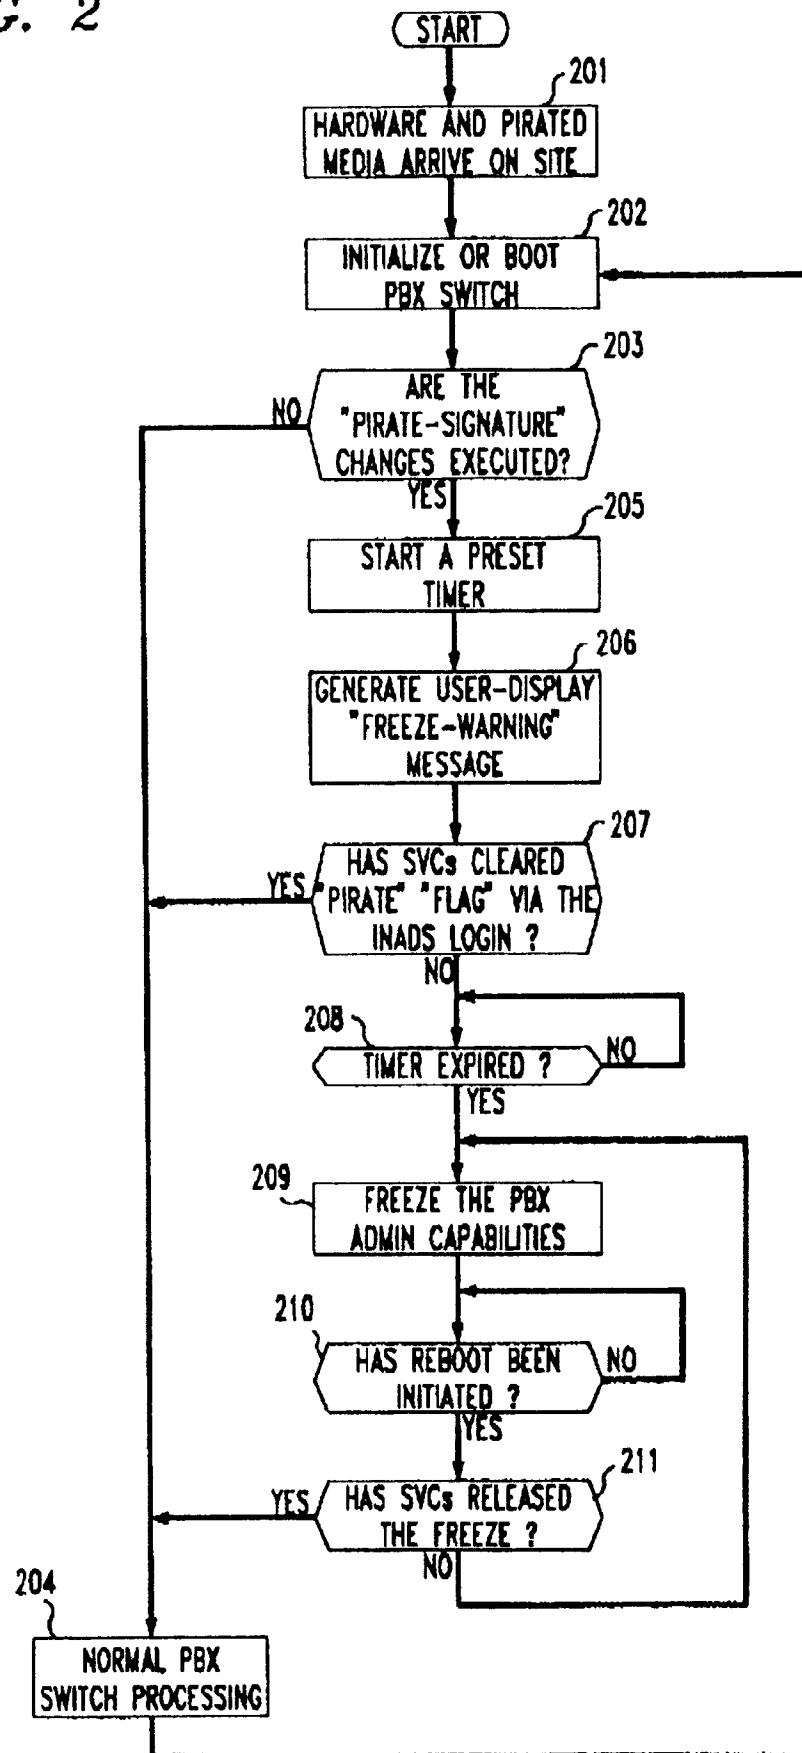 G. 2
START
201
HARDWARE AND PIRATED
MEDIA ARRIVE ON SITE
202
INITIALIZE OR BOOT
PBX SWITCH
203
ARE THE
"PIRATE-SIGNATURE"
CHANGES EXECUTED?
NO
YES
205
START A PRESET
TIMER
206
GENERATE USER-DISPLAY
"FREEZE-WARNING"
MESSAGE
207
HAS SVCs CLEARED
"PIRATE" "FLAG" VIA THE
INADS LOGIN ?
YES
NO
208
TIMER EXPIRED ?
NO
YES
209
FREEZE THE PBX
ADMIN CAPABILITIES
210
HAS REBOOT BEEN
INITIATED ?
NO
YES
211
HAS SVCs RELEASED
THE FREEZE ?
YES
NO
204
NORMAL PBX
SWITCH PROCESSING